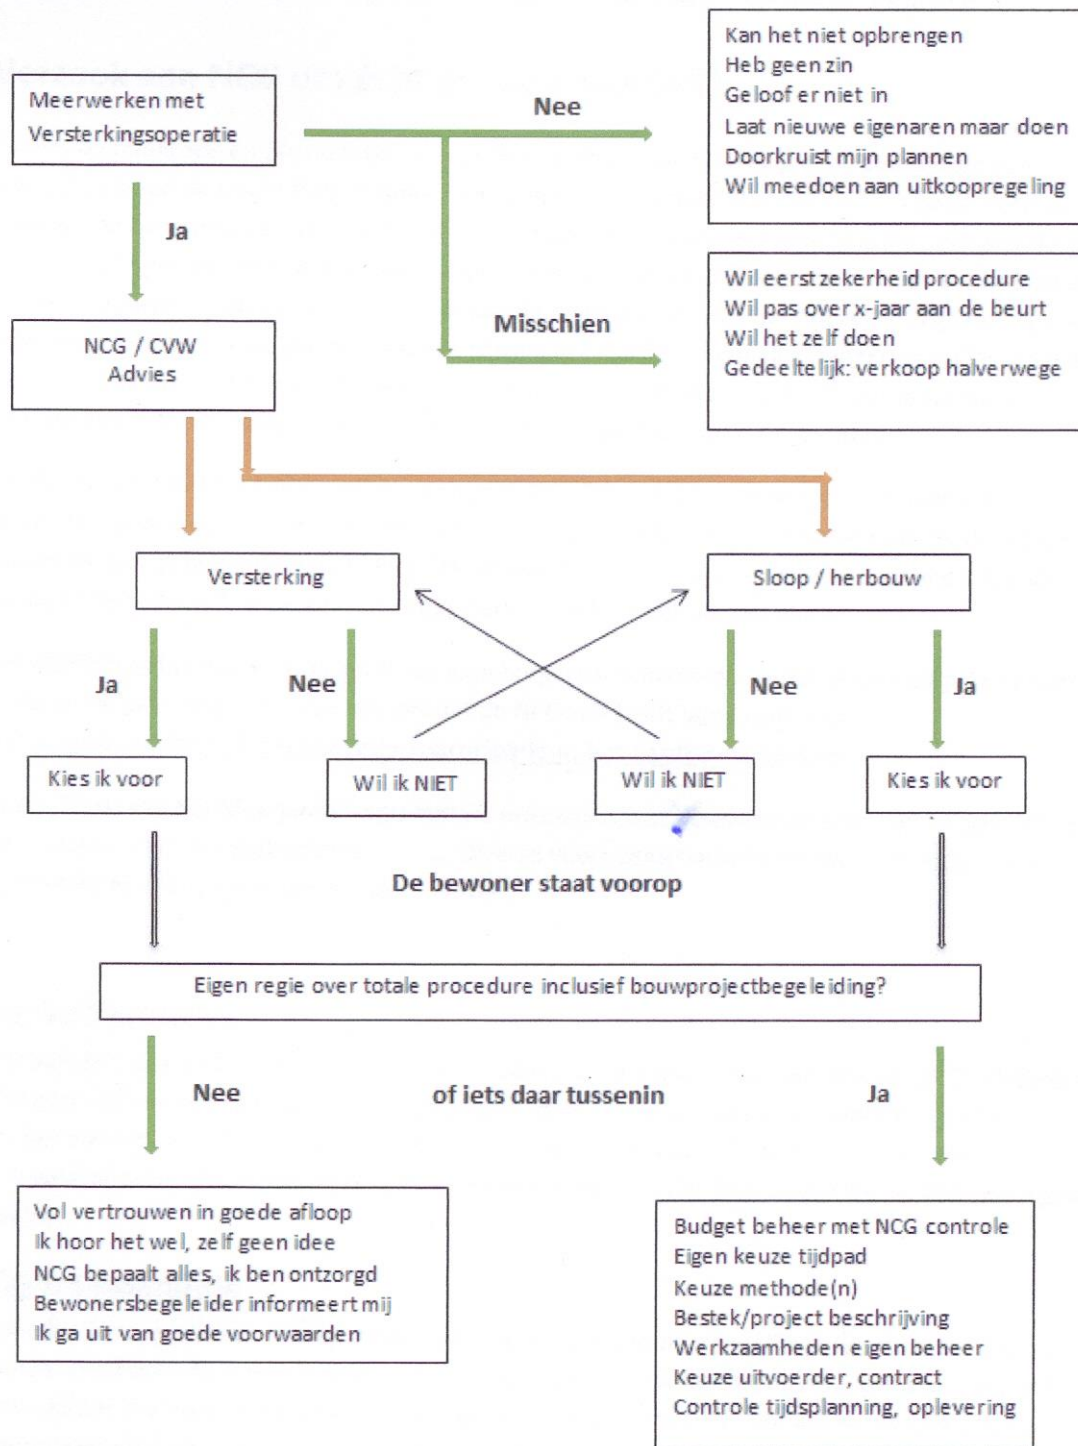 Kan het niet opbrengen
Heb geen zin
Geloof er niet in
Laat nieuwe eigenaren maar doen
Doorkruist mijn plannen
Wil meedoen aan uitkoopregeling
Meerwerken met
Versterkingsoperatie
Nee
Ja
Wil eerst zekerheid procedure
Wil pas over x-jaar aan de beurt
Wil het zelf doen
Gedeeltelijk: verkoop halverwege
Misschien
NCG / CVW
Advies
Versterking
Sloop / herbouw
Ja
Nee
Nee
Ja
Kies ik voor
Wil ik NIET
Wil ik NIET
Kies ik voor
De bewoner staat voorop
Eigen regie over totale procedure inclusief bouwprojectbegeleiding?
Nee
of iets daar tussenin
Ja
Vol vertrouwen in goede afloop
Ik hoor het wel, zelf geen idee
NCG bepaalt alles, ik ben ontzorgd
Bewonersbegeleider informeert mij
Ik ga uit van goede voorwaarden
Budget beheer met NCG controle
Eigen keuze tijdpad
Keuze methode(n)
Bestek/project beschrijving
Werkzaamheden eigen beheer
Keuze uitvoerder, contract
Controle tijdsplanning, oplevering